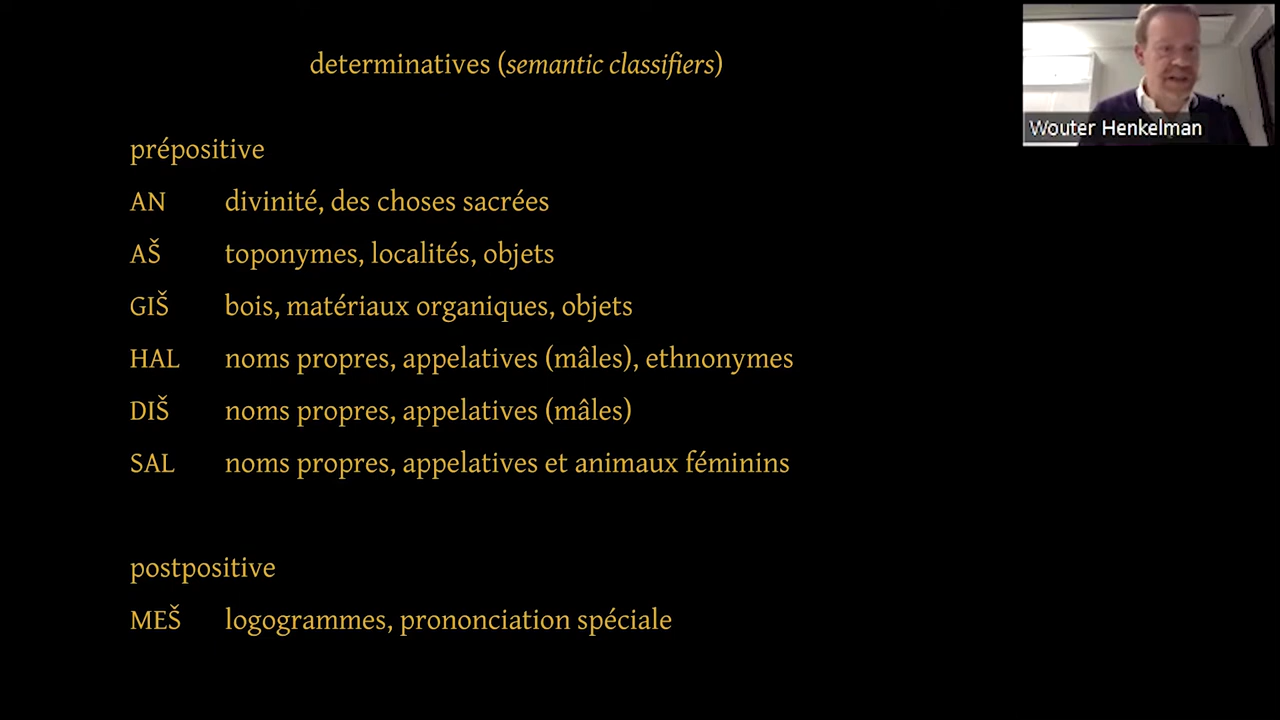 determinatives (semantic classifiers)
Wouter Henkelman
prépositive
AN divinité, des choses sacrées
AŠ toponymes, localités, objets
GIŠ bois, matériaux organiques, objets
HAL noms propres, appelatives (mâles), ethnonymes
DIŠ noms propres, appelatives (mâles)
SAL noms propres, appelatives et animaux féminins
postpositive
MEŠ logogrammes, prononciation spéciale